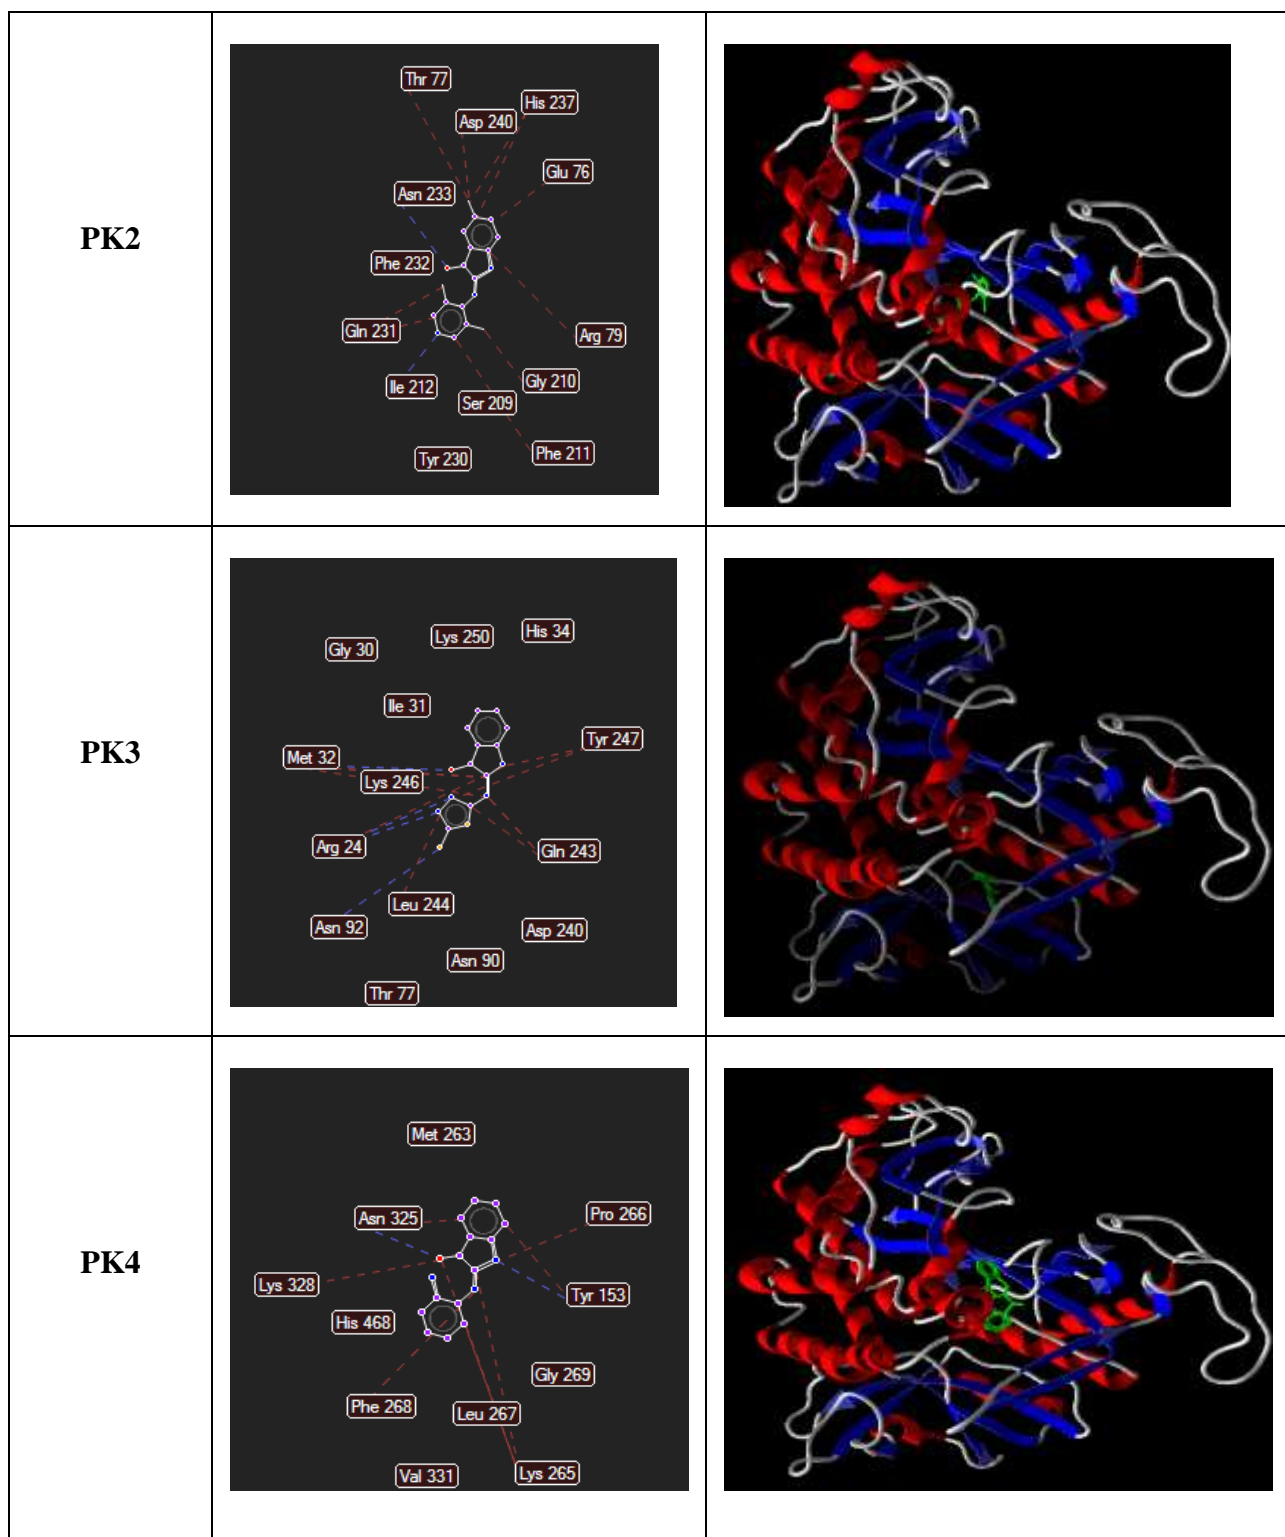 PK2
Thr 77
His 237
Asp 240
Glu 76
Asn 233
Phe 232
Gln 231
Arg 79
Ile 212
Gly 210
Ser 209
Tyr 230
Phe 211
PK3
Gly 30
Lys 250
His 34
Ile 31
Met 32
Tyr 247
Lys 246
Arg 24
Gln 243
Leu 244
Asn 92
Asp 240
Asn 90
Thr 77
PK4
Met 263
Asn 325
Pro 266
Lys 328
Tyr 153
His 468
Gly 269
Phe 268
Leu 267
Val 331
Lys 265